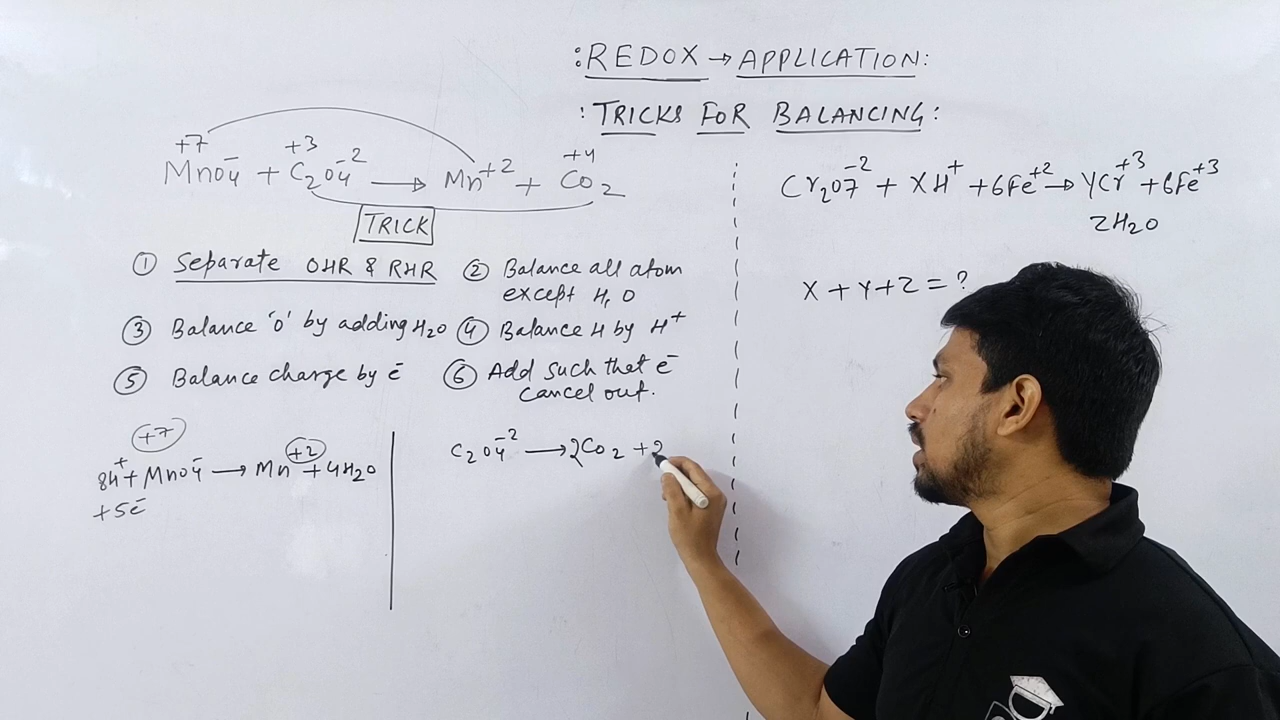 :REDOX → APPLICATION:
: TRICKS FOR BALANCING:
+7 +3 +4
MnO4⁻ + C2O4⁻² → Mn⁺² + CO2
TRICK
① Separate OHR & RHR
② Balance all atom
except H, O
③ Balance 'O' by adding H2O
④ Balance H by H⁺
⑤ Balance charge by e⁻
⑥ Add such that e⁻
cancel out.
+7 +2
8H⁺ + MnO4⁻ → Mn + 4H2O
+5e⁻
C2O4⁻² → 2CO2 + 2
Cr2O7⁻² + XH⁺ + 6Fe⁺² → YCr⁺³ + 6Fe⁺³
ZH2O
X + Y + Z = ?